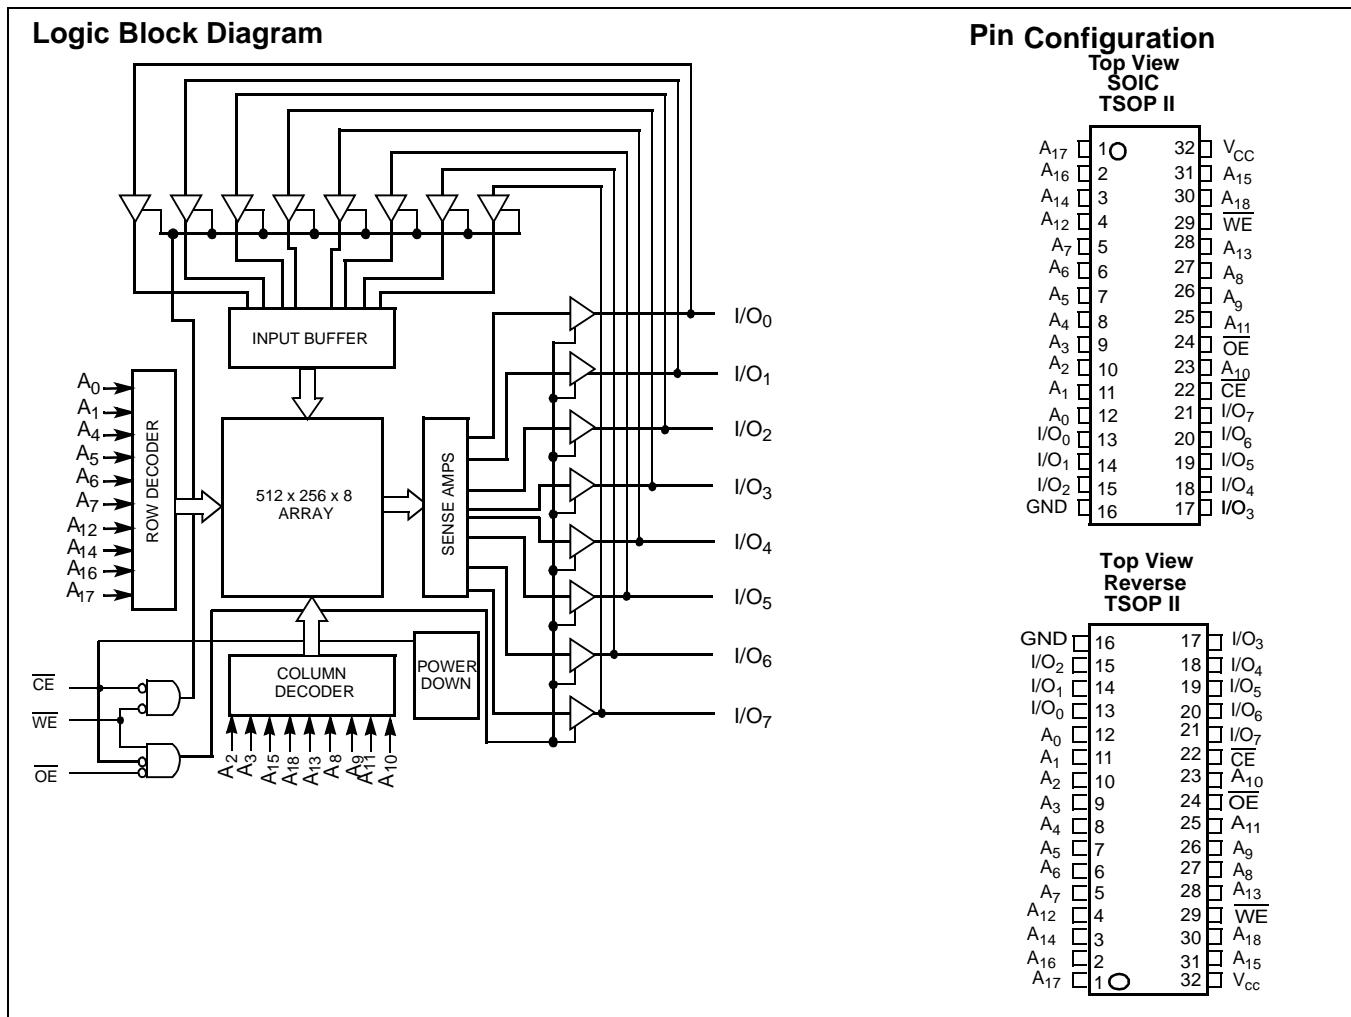 Logic Block Diagram
INPUT BUFFER
A0
A1
A4
A5
A6
A7
A12
A14
A16
A17
ROW DECODER
512 x 256 x 8
ARRAY
SENSE AMPS
I/O0
I/O1
I/O2
I/O3
I/O4
I/O5
I/O6
I/O7
COLUMN
DECODER
POWER
DOWN
CE
WE
OE
A2
A3
A15
A18
A13
A8
A9
A11
A10
Pin Configuration
Top View
SOIC
TSOP II
A17 1 32 VCC
A16 2 31 A15
A14 3 30 A18
A12 4 29 WE
A7 5 28 A13
A6 6 27 A8
A5 7 26 A9
A4 8 25 A11
A3 9 24 OE
A2 10 23 A10
A1 11 22 CE
A0 12 21 I/O7
I/O0 13 20 I/O6
I/O1 14 19 I/O5
I/O2 15 18 I/O4
GND 16 17 I/O3
Top View
Reverse
TSOP II
GND 16 17 I/O3
I/O2 15 18 I/O4
I/O1 14 19 I/O5
I/O0 13 20 I/O6
A0 12 21 I/O7
A1 11 22 CE
A2 10 23 A10
A3 9 24 OE
A4 8 25 A11
A5 7 26 A9
A6 6 27 A8
A7 5 28 A13
A12 4 29 WE
A14 3 30 A18
A16 2 31 A15
A17 1 32 Vcc